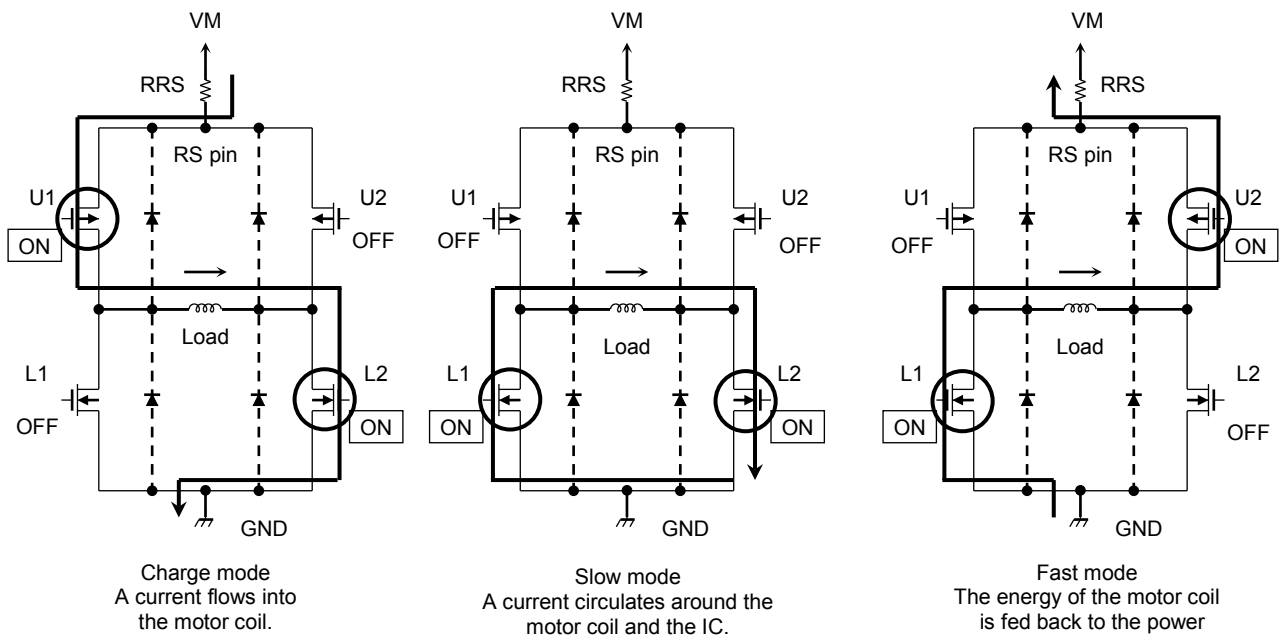 VM
RRS
RS pin
U1
U2
ON
OFF
Load
L1
L2
OFF
ON
GND
Charge mode
A current flows into
the motor coil.
VM
RRS
RS pin
U1
U2
OFF
OFF
Load
L1
L2
ON
ON
GND
Slow mode
A current circulates around the
motor coil and the IC.
VM
RRS
RS pin
U1
U2
OFF
ON
Load
L1
L2
ON
OFF
GND
Fast mode
The energy of the motor coil
is fed back to the power